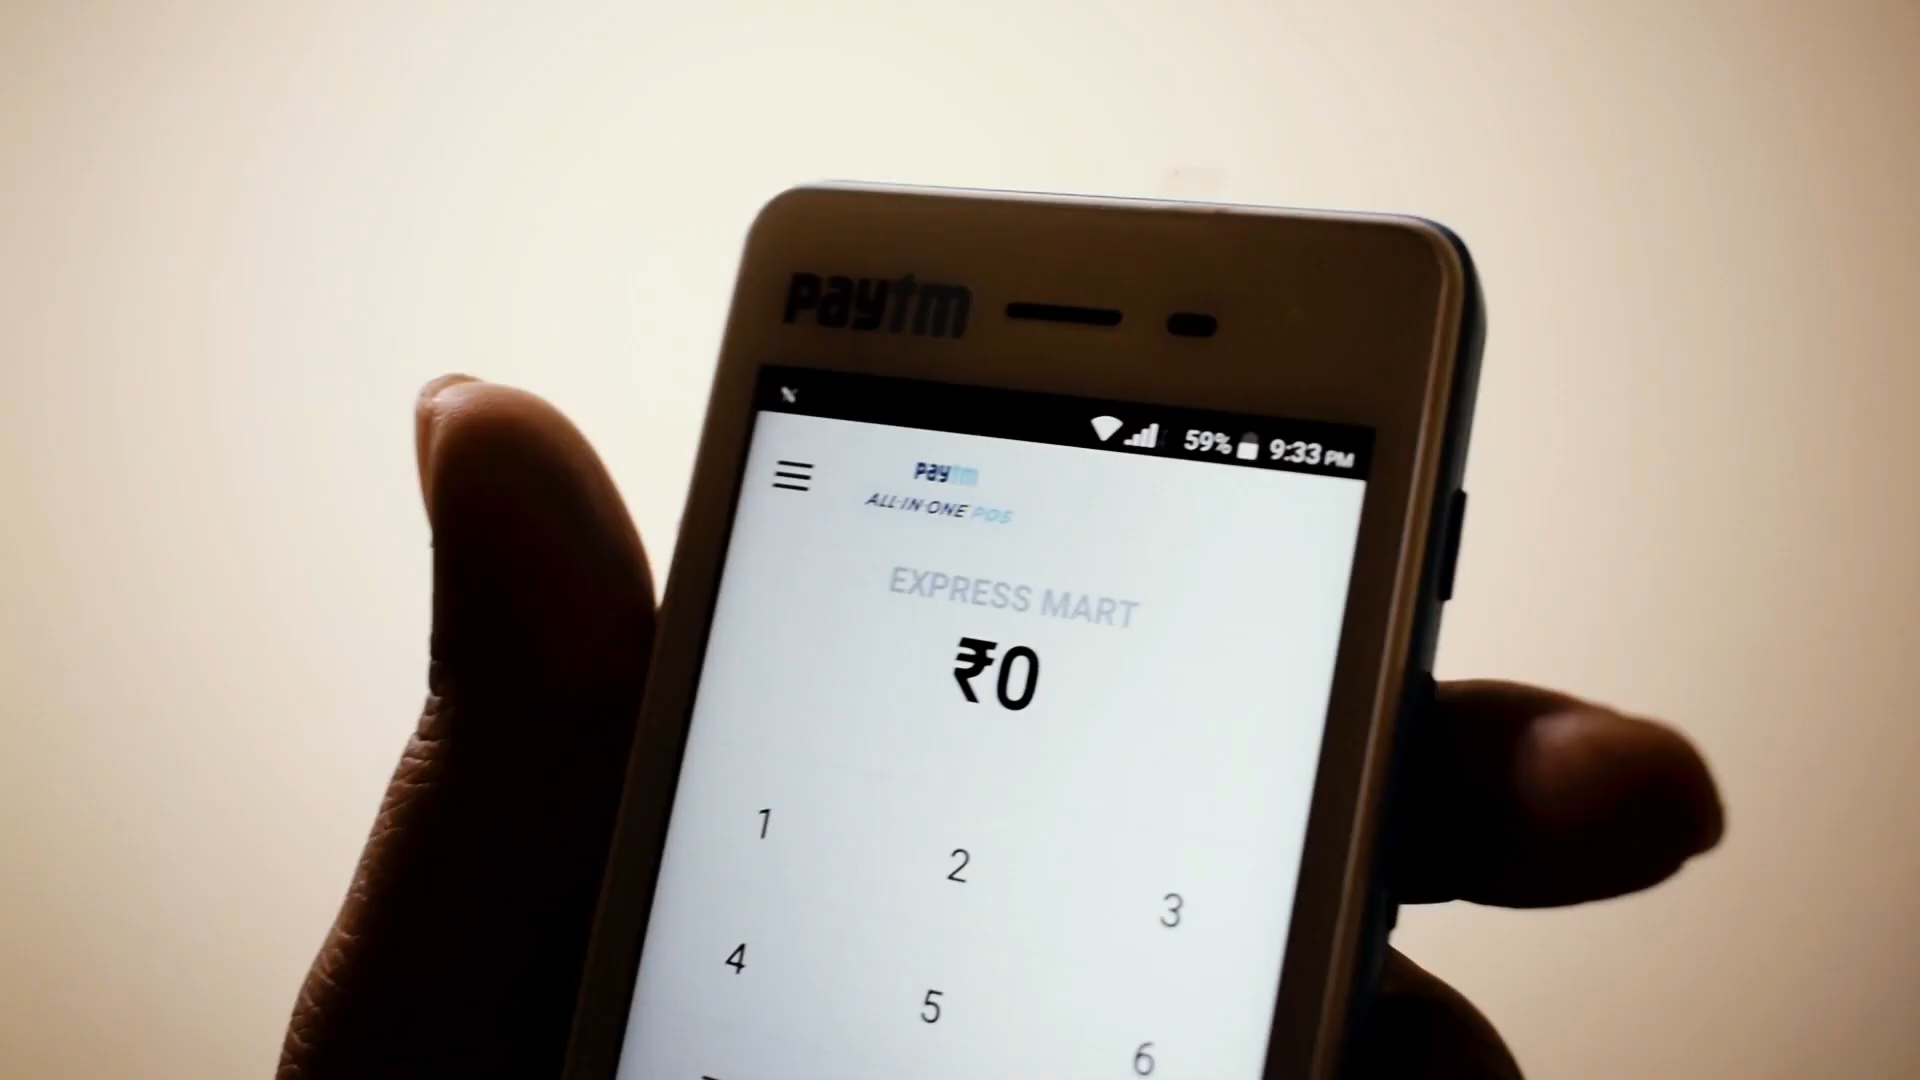 paytm
59% 9:33 PM
paytm
ALL-IN-ONE POS
EXPRESS MART
₹0
1
2
3
4
5
6